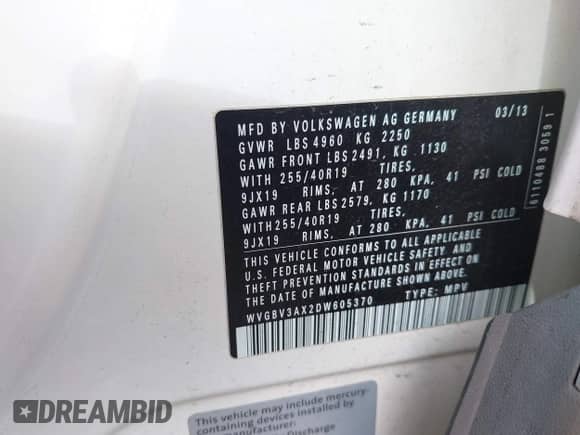 MFD BY VOLKSWAGEN AG GERMANY 03/13
GVWR LBS 4960 KG 2250
GAWR FRONT LBS 2491, KG 1130
WITH 255/40R19 TIRES,
9JX19 RIMS, AT 280 KPA, 41 PSI COLD
GAWR REAR LBS 2579, KG 1170
WITH 255/40R19 TIRES,
9JX19 RIMS, AT 280 KPA, 41 PSI COLD
THIS VEHICLE CONFORMS TO ALL APPLICABLE
U.S. FEDERAL MOTOR VEHICLE SAFETY AND
THEFT PREVENTION STANDARDS IN EFFECT ON
THE DATE OF MANUFACTURE SHOWN ABOVE.
WVGBV3AX2DW605370 TYPE: MPV
6110488 3059 1
This vehicle may include mercury-
containing devices installed by
manufacturer:
Discharge
DREAMBID